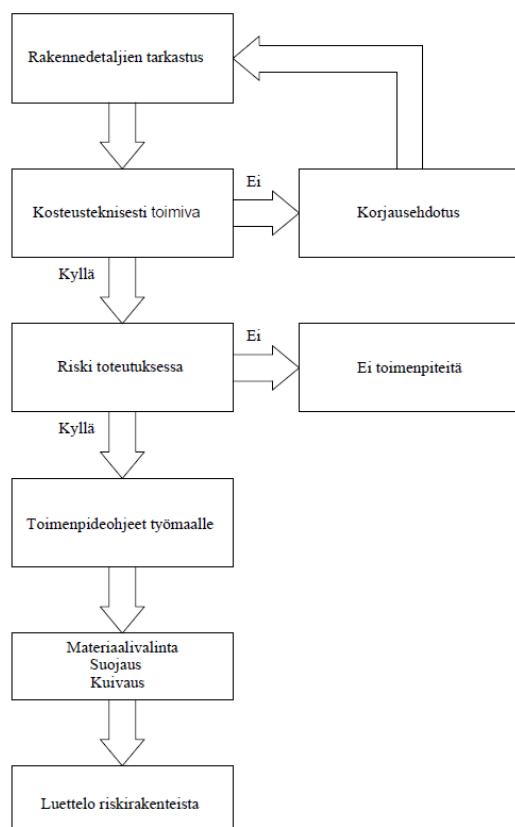 Rakennedetaljien tarkastus
Kosteusteknisesti toimiva
Ei
Korjausehdotus
Kyllä
Riski toteutuksessa
Ei
Ei toimenpiteitä
Kyllä
Toimenpideohjeet työmaalle
Materiaalivalinta
Suojaus
Kuivaus
Luettelo riskirakenteista